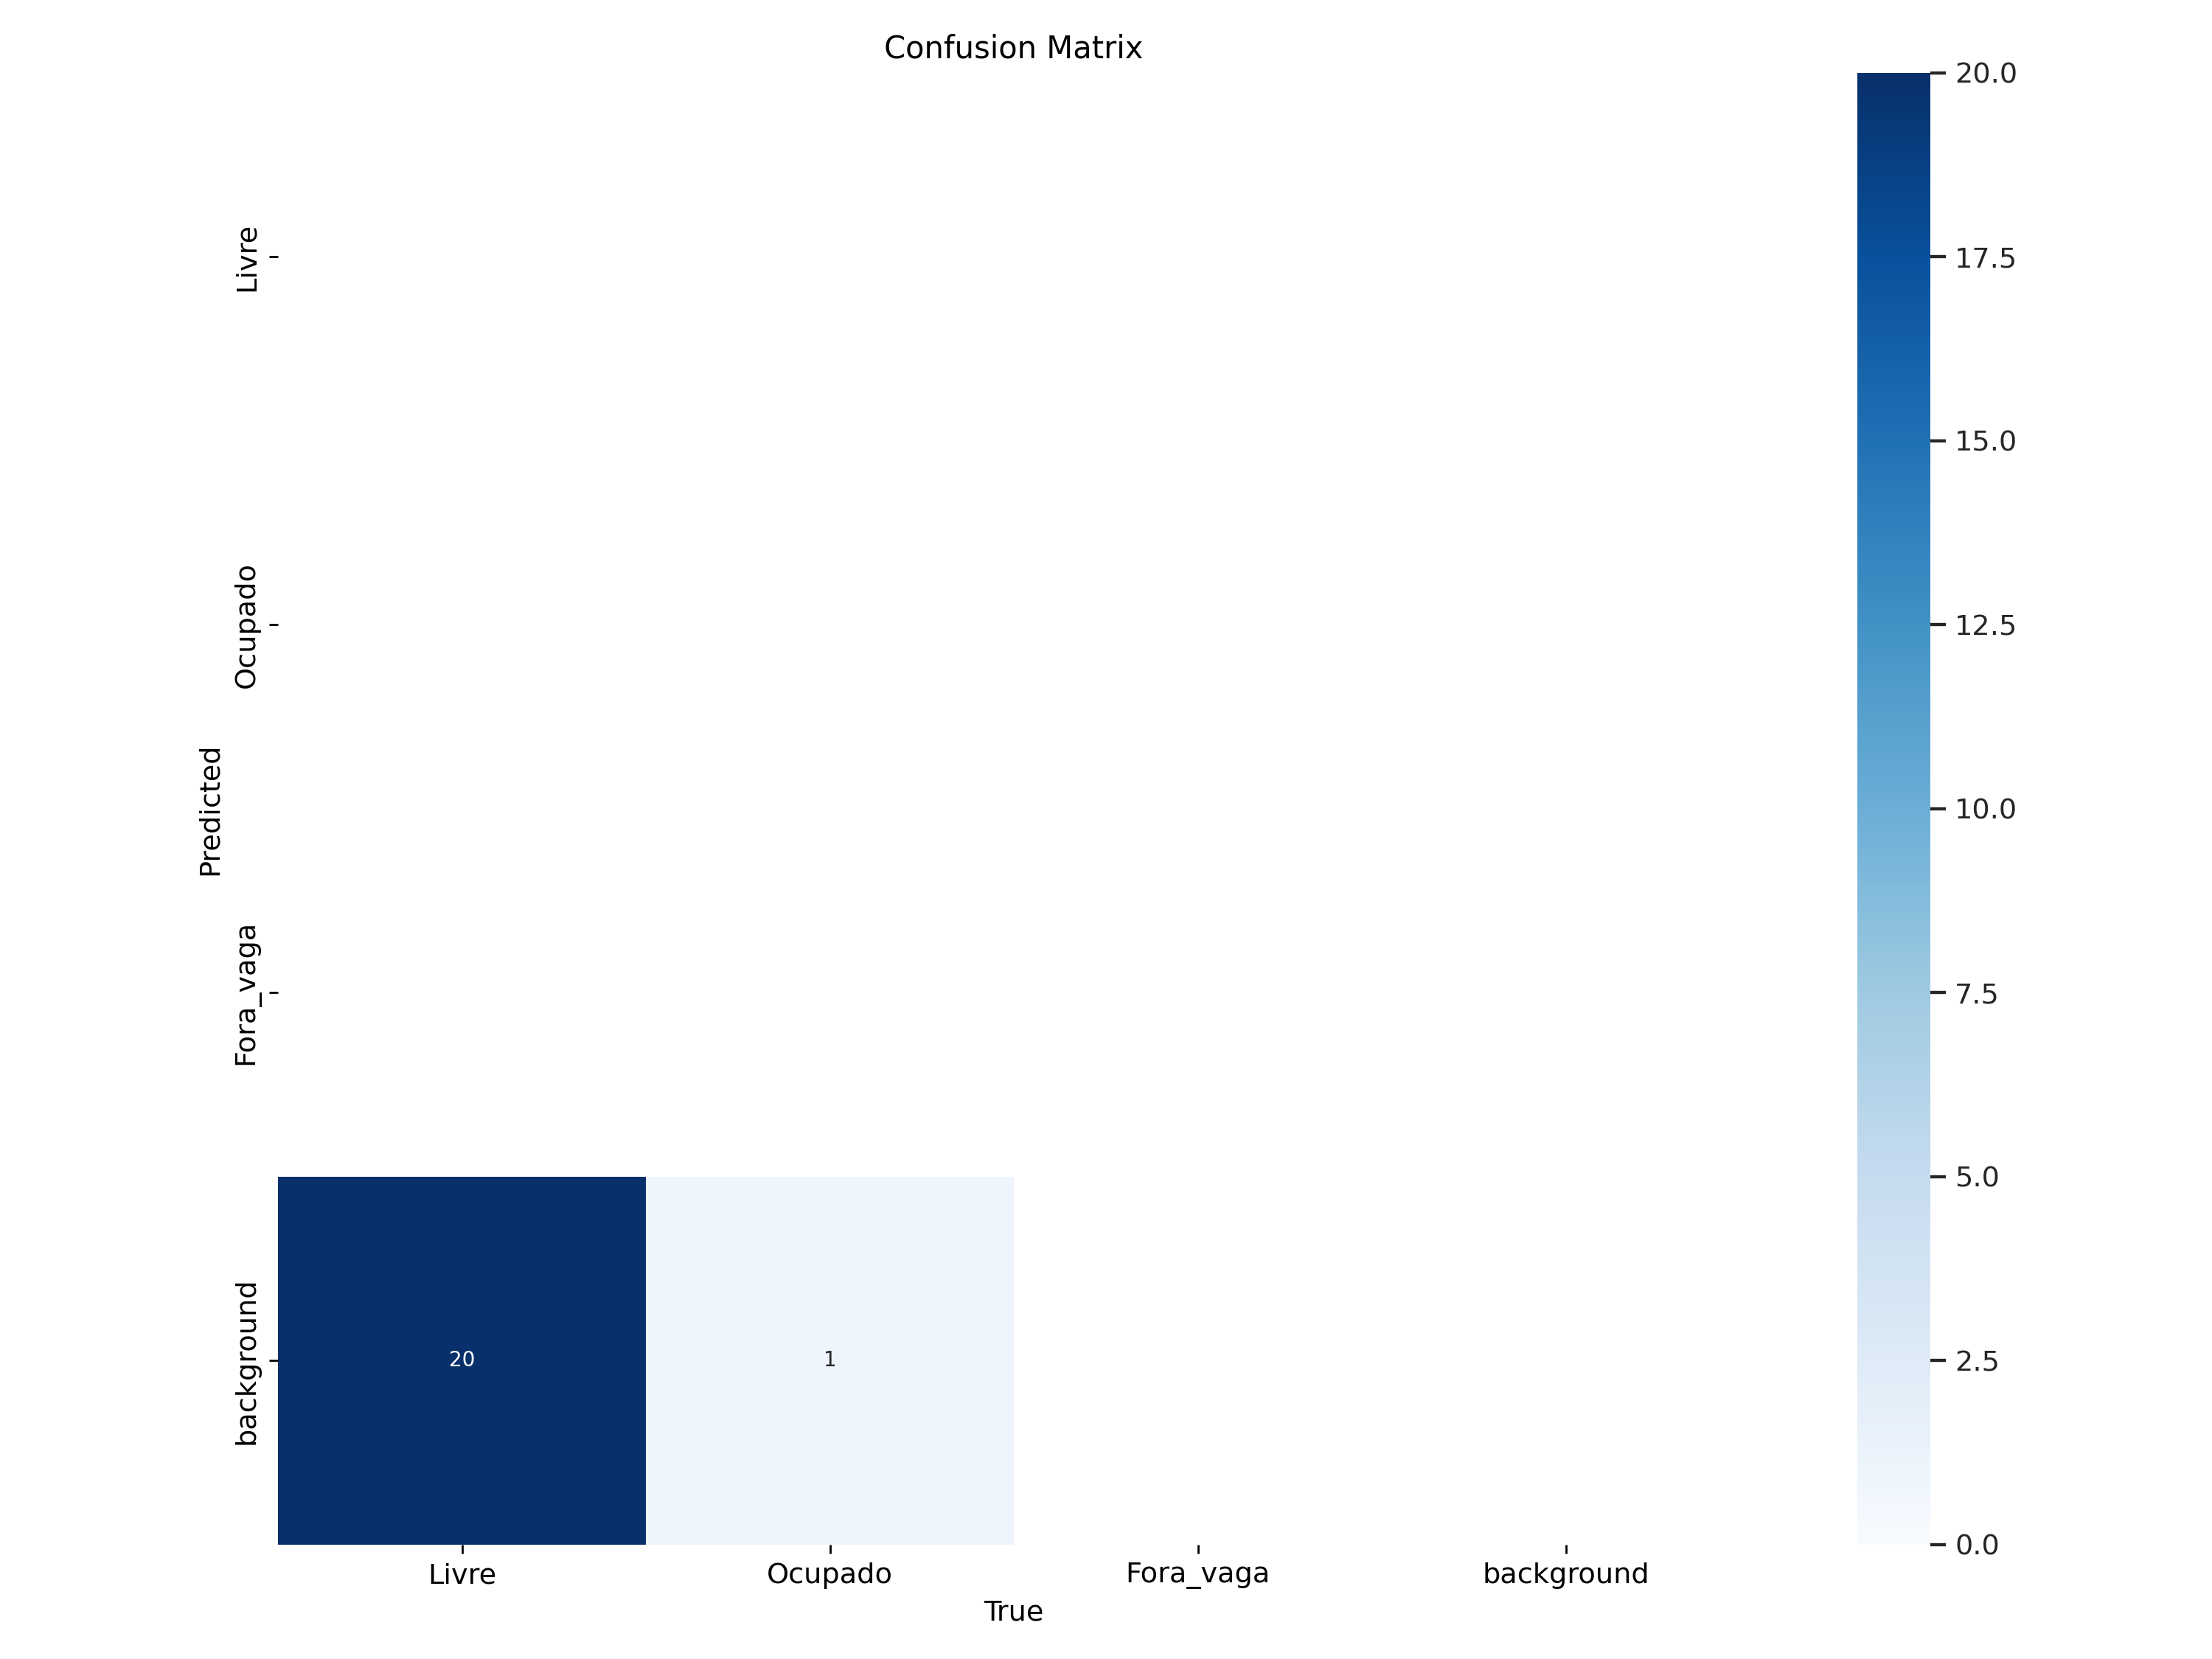 Confusion Matrix
Livre
Ocupado
Fora_vaga
background
Predicted
20
1
Livre
Ocupado
Fora_vaga
background
True
20.0
17.5
15.0
12.5
10.0
7.5
5.0
2.5
0.0